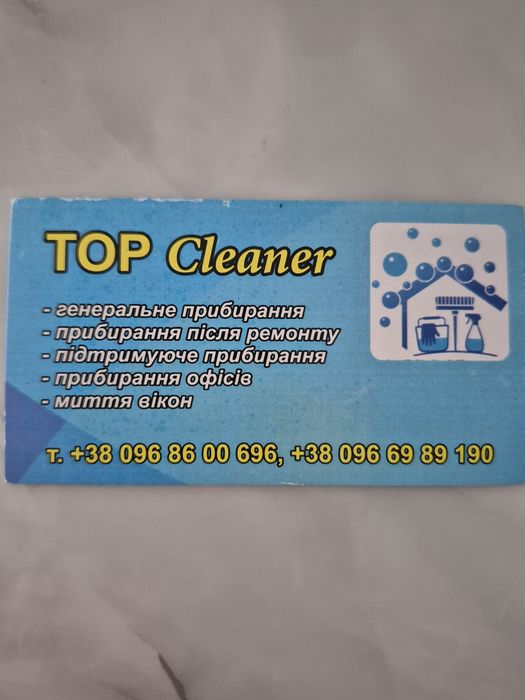 TOP Cleaner
- генеральне прибирання
- прибирання після ремонту
- підтримуюче прибирання
- прибирання офісів
- миття вікон
т. +38 096 86 00 696, +38 096 69 89 190